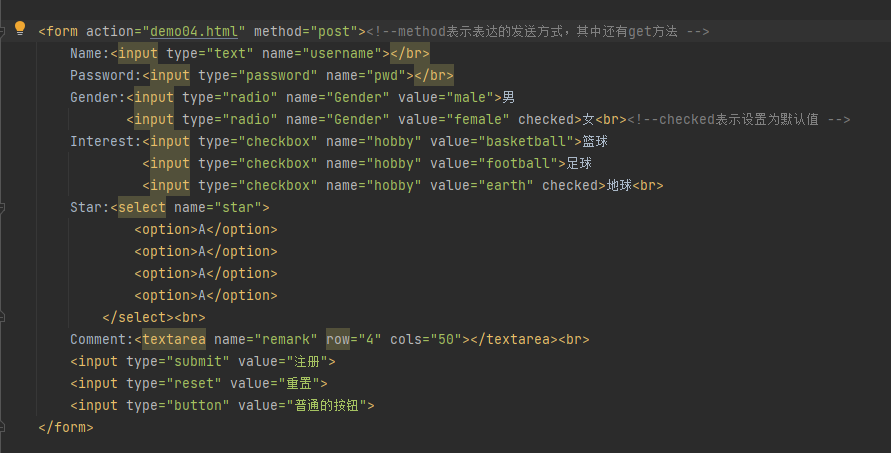 <form action="demo04.html" method="post"><!--method表示表达的发送方式，其中还有get方法 -->
Name:<input type="text" name="username"></br>
Password:<input type="password" name="pwd"></br>
Gender:<input type="radio" name="Gender" value="male">男
<input type="radio" name="Gender" value="female" checked>女<br><!--checked表示设置为默认值 -->
Interest:<input type="checkbox" name="hobby" value="basketball">篮球
<input type="checkbox" name="hobby" value="football">足球
<input type="checkbox" name="hobby" value="earth" checked>地球<br>
Star:<select name="star">
<option>A</option>
<option>A</option>
<option>A</option>
<option>A</option>
</select><br>
Comment:<textarea name="remark" row="4" cols="50"></textarea><br>
<input type="submit" value="注册">
<input type="reset" value="重置">
<input type="button" value="普通的按钮">
</form>